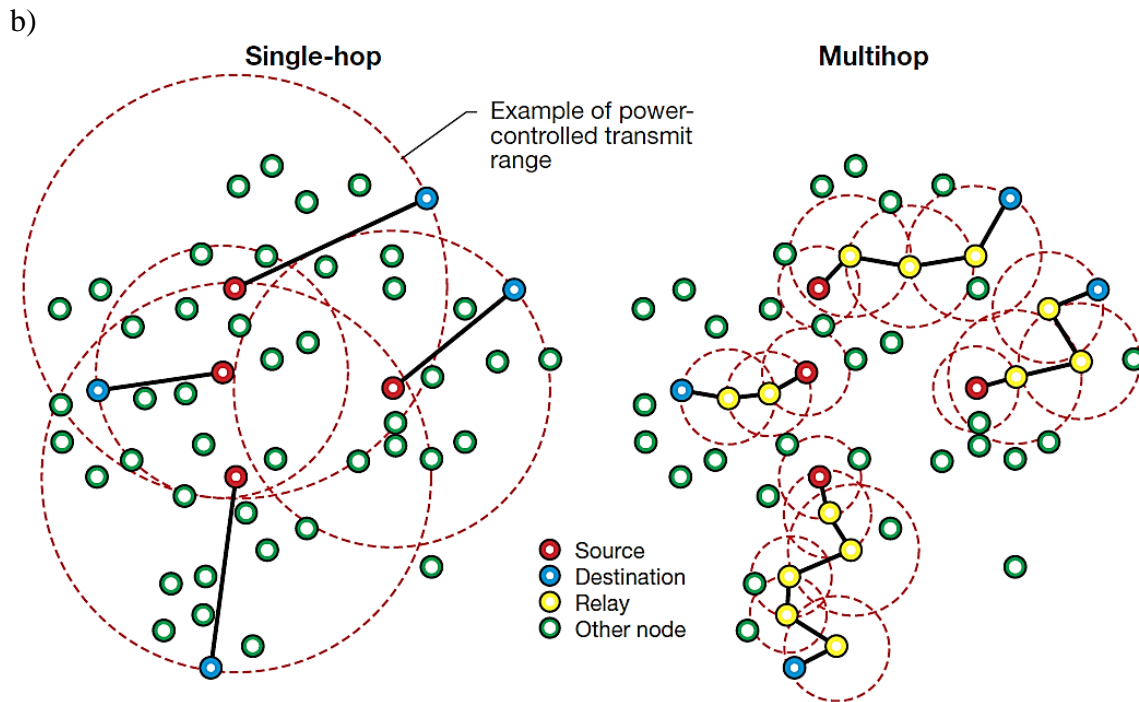 b)
Single-hop
Multihop
Example of power-
controlled transmit
range
Source
Destination
Relay
Other node